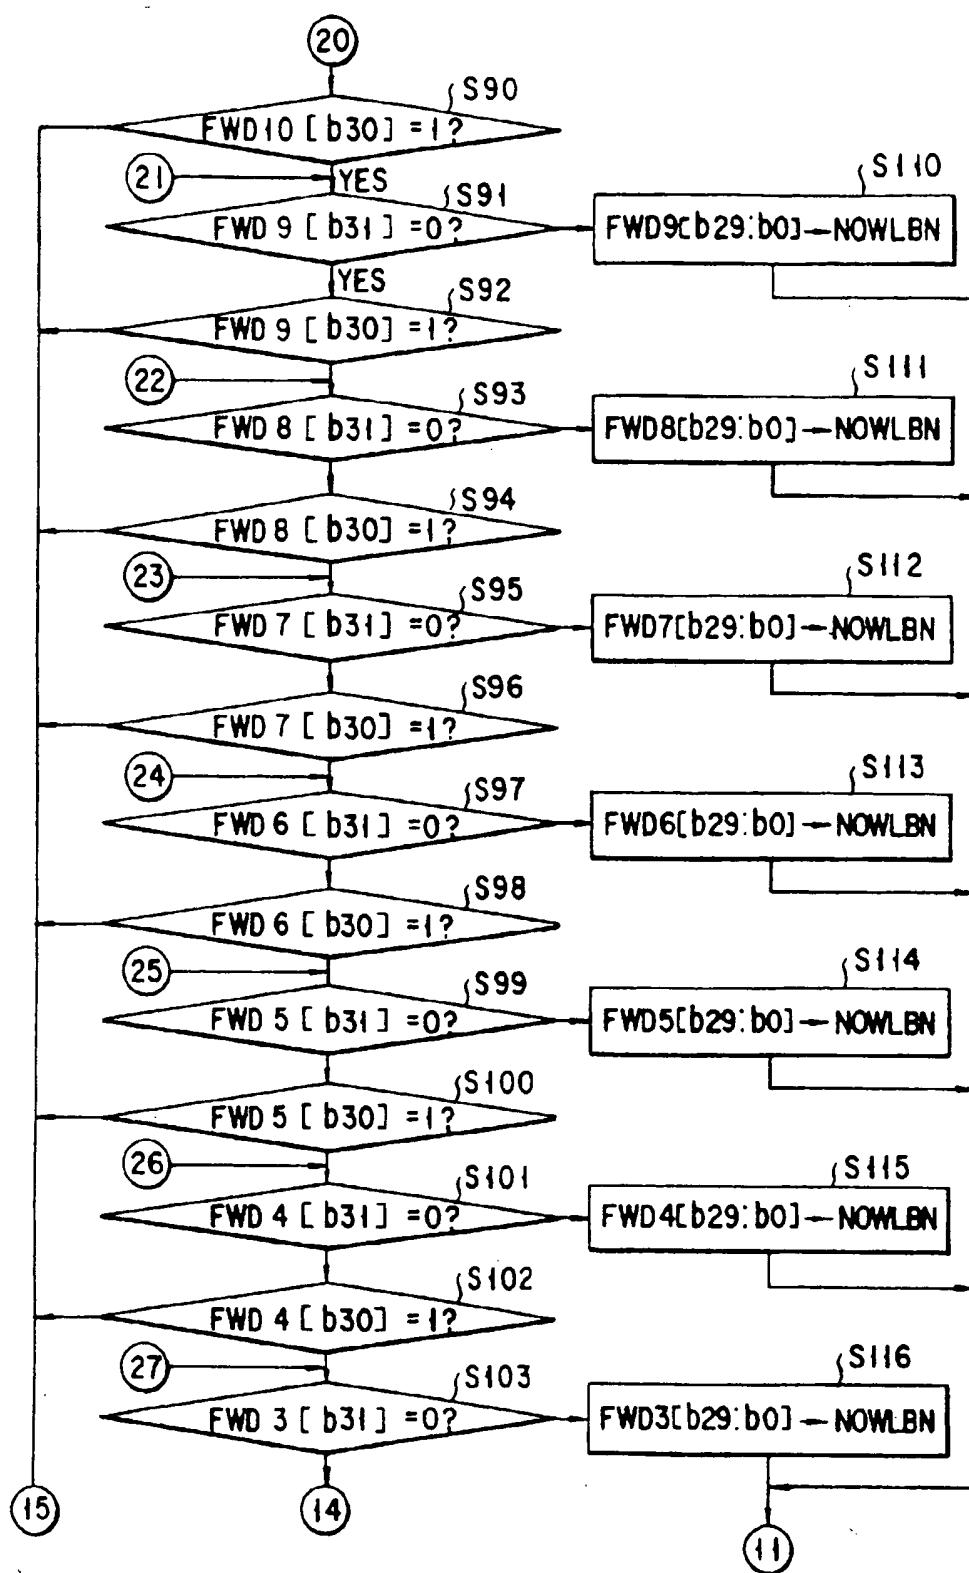 20
S90
FWD10 [b30] =1?
21
YES
S91
S110
FWD 9 [b31] =0?
FWD9[b29:b0]→NOWLBN
YES
S92
FWD 9 [b30] =1?
22
S93
S111
FWD 8 [b31] =0?
FWD8[b29:b0]→NOWLBN
S94
FWD 8 [b30] =1?
23
S95
S112
FWD 7 [b31] =0?
FWD7[b29:b0]→NOWLBN
S96
FWD 7 [b30] =1?
24
S97
S113
FWD 6 [b31] =0?
FWD6[b29:b0]→NOWLBN
S98
FWD 6 [b30] =1?
25
S99
S114
FWD 5 [b31] =0?
FWD5[b29:b0]→NOWLBN
S100
FWD 5 [b30] =1?
26
S101
S115
FWD 4 [b31] =0?
FWD4[b29:b0]→NOWLBN
S102
FWD 4 [b30] =1?
27
S103
S116
FWD 3 [b31] =0?
FWD3[b29:b0]→NOWLBN
15
14
11